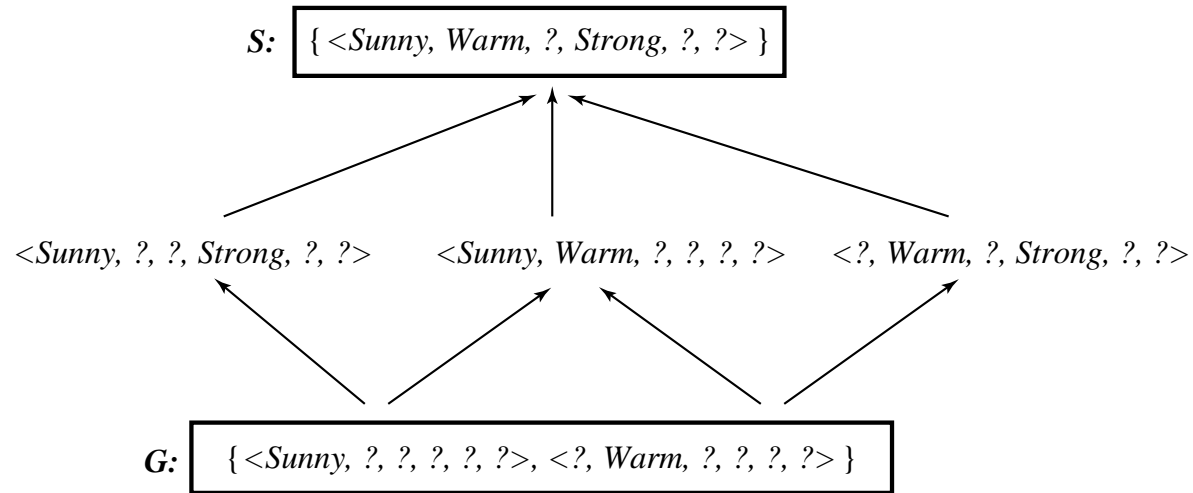 S: { <Sunny, Warm, ?, Strong, ?, ?> }
<Sunny, ?, ?, Strong, ?, ?> <Sunny, Warm, ?, ?, ?, ?> <?, Warm, ?, Strong, ?, ?>
G: { <Sunny, ?, ?, ?, ?, ?>, <?, Warm, ?, ?, ?, ?> }